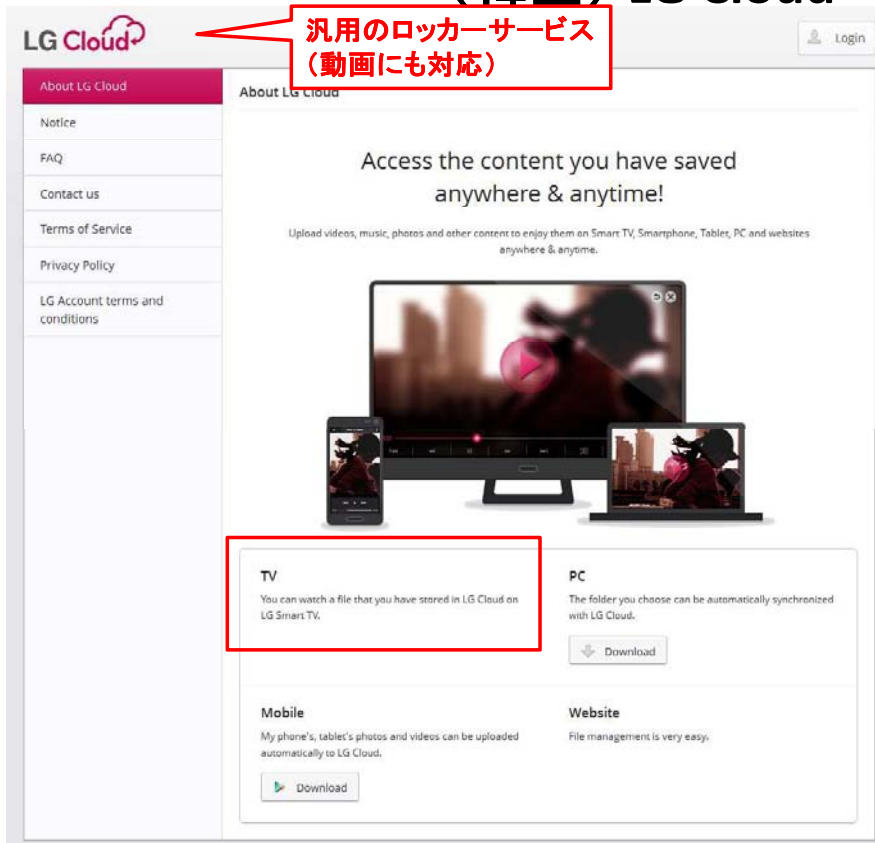 LG Cloud
LG Cloud
汎用のロッカーサービス
（動画にも対応）
Login
About LG Cloud
Notice
FAQ
Contact us
Terms of Service
Privacy Policy
LG Account terms and
conditions
About LG Cloud
Access the content you have saved
anywhere & anytime!
Upload videos, music, photos and other content to enjoy them on Smart TV, Smartphone, Tablet, PC and websites
anywhere & anytime.
TV
You can watch a file that you have stored in LG Cloud on
LG Smart TV.
PC
The folder you choose can be automatically synchronized
with LG Cloud.
Download
Mobile
My phone's, tablet's photos and videos can be uploaded
automatically to LG Cloud.
Download
Website
File management is very easy.